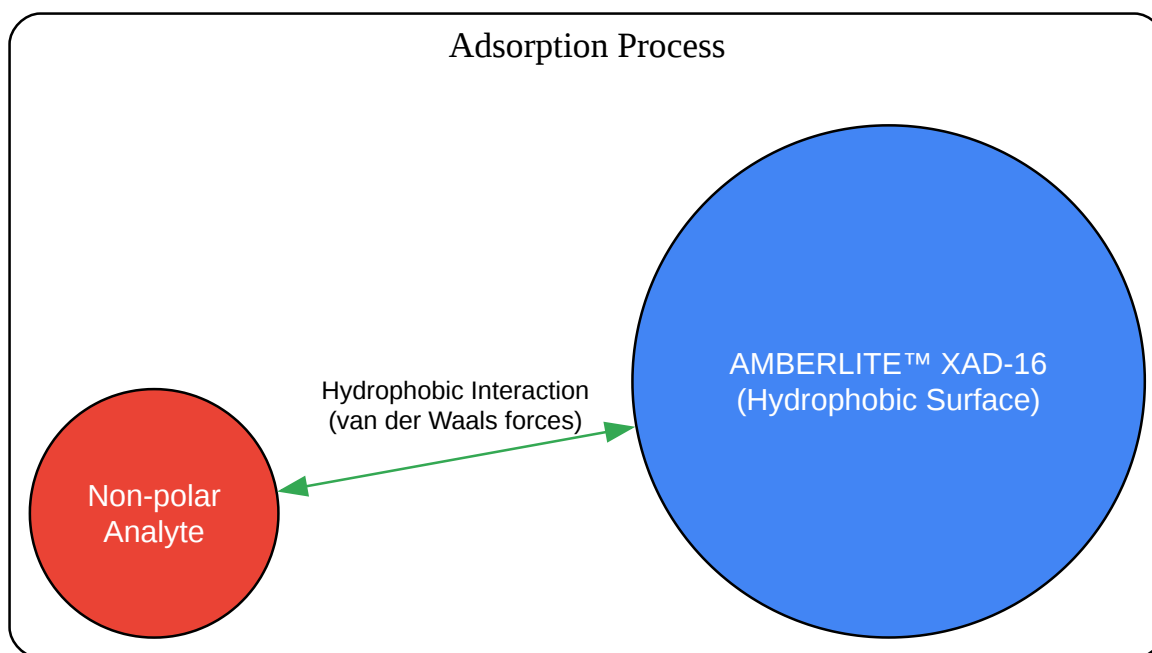 Adsorption Process
Hydrophobic Interaction
(van der Waals forces)
AMBERLITE™ XAD-16
(Hydrophobic Surface)
Non-polar
Analyte